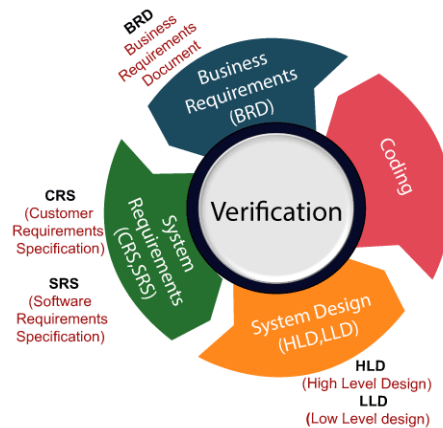 BRD
Business
Requirements
Document
Business
Requirements
(BRD)
Coding
Verification
CRS
(Customer
Requirements
Specification)
System
Requirements
(CRS,SRS)
SRS
(Software
Requirements
Specification)
System Design
(HLD,LLD)
HLD
(High Level Design)
LLD
(Low Level design)